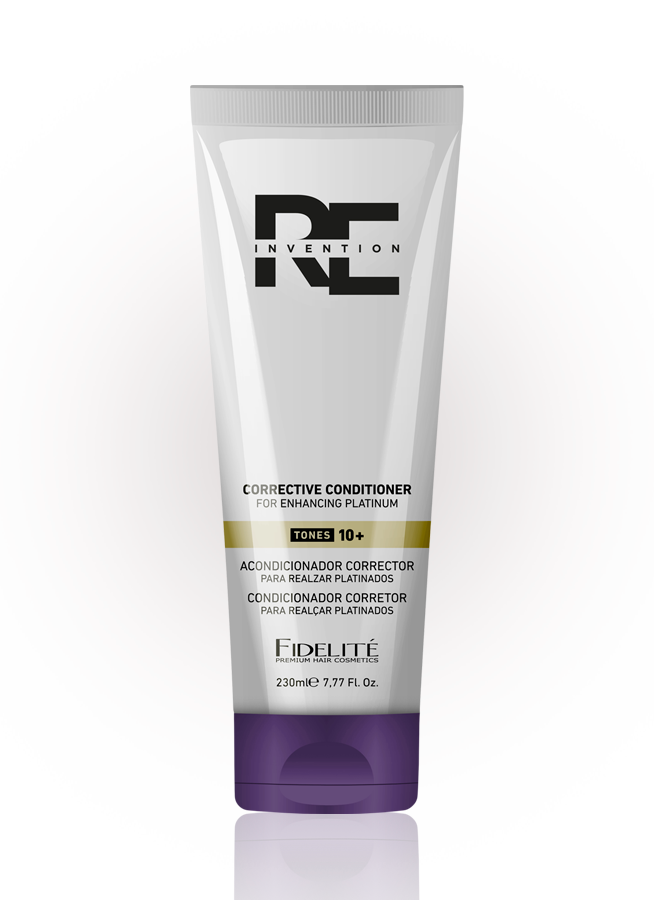 RE
INVENTION
CORRECTIVE CONDITIONER
FOR ENHANCING PLATINUM
TONES 10+
ACONDICIONADOR CORRECTOR
PARA REALZAR PLATINADOS
CONDICIONADOR CORRETOR
PARA REALÇAR PLATINADOS
FIDELITÉ
PREMIUM HAIR COSMETICS
230ml℮ 7,77 Fl. Oz.